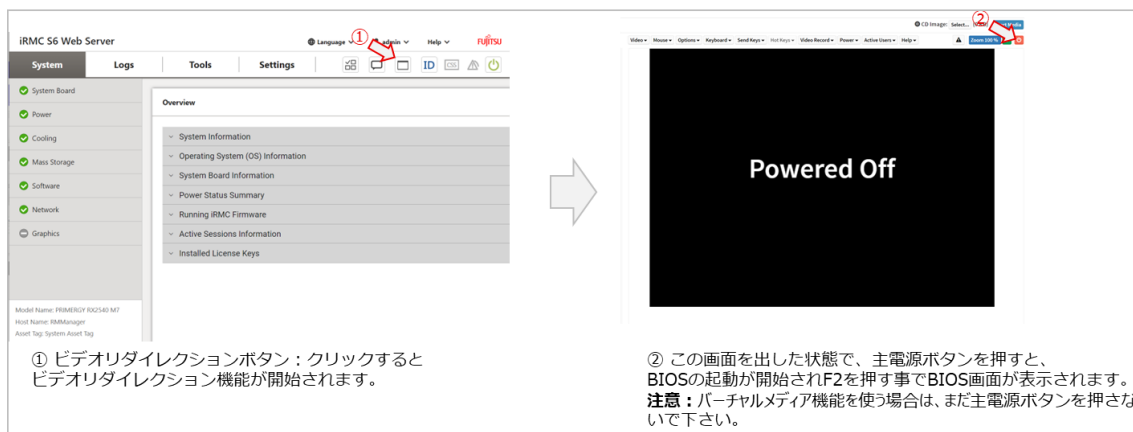 iRMC S6 Web Server
Language
①
admin
Help
FUJITSU
System
Logs
Tools
Settings
ID
System Board
Power
Cooling
Mass Storage
Software
Network
Graphics
Overview
System Information
Operating System (OS) Information
System Board Information
Power Status Summary
Running iRMC Firmware
Active Sessions Information
Installed License Keys
Model Name: PRIMERGY RX2540 M7
Host Name: RMManager
Asset Tag: System Asset Tag
① ビデオリダイレクションボタン：クリックすると
ビデオリダイレクション機能が開始されます。
CD Image: Select...
②
Media
Video Mouse Options Keyboard Send Keys Hot Keys Video Record Power Active Users Help
Zoom 100 %
Powered Off
② この画面を出した状態で、主電源ボタンを押すと、
BIOSの起動が開始されF2を押す事でBIOS画面が表示されます。
注意：バーチャルメディア機能を使う場合は、まだ主電源ボタンを押さな
いで下さい。